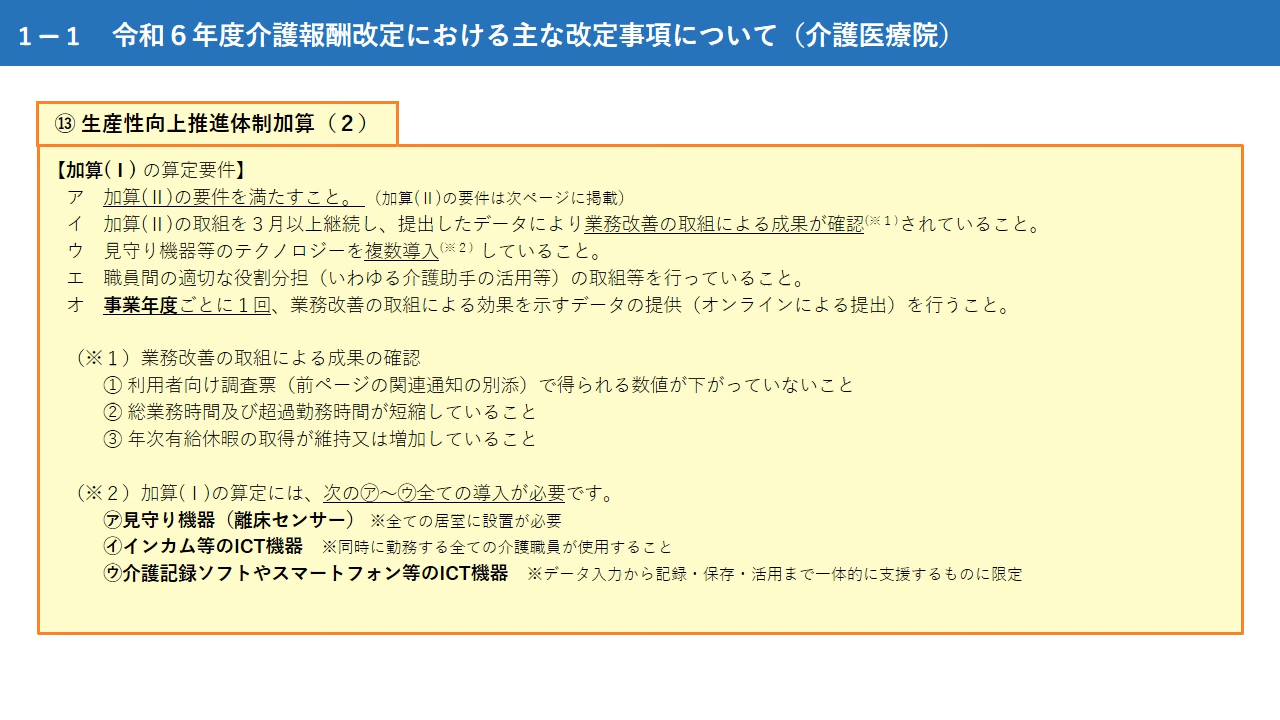 1－1　令和６年度介護報酬改定における主な改定事項について（介護医療院）
⑬ 生産性向上推進体制加算（２）
【加算(Ⅰ) の算定要件】
ア　加算(Ⅱ)の要件を満たすこと。（加算(Ⅱ)の要件は次ページに掲載）
イ　加算(Ⅱ)の取組を３月以上継続し、提出したデータにより業務改善の取組による成果が確認(※１)されていること。
ウ　見守り機器等のテクノロジーを複数導入(※２)していること。
エ　職員間の適切な役割分担（いわゆる介護助手の活用等）の取組等を行っていること。
オ　事業年度ごとに１回、業務改善の取組による効果を示すデータの提供（オンラインによる提出）を行うこと。
（※１）業務改善の取組による成果の確認
① 利用者向け調査票（前ページの関連通知の別添）で得られる数値が下がっていないこと
② 総業務時間及び超過勤務時間が短縮していること
③ 年次有給休暇の取得が維持又は増加していること
（※２）加算(Ⅰ)の算定には、次の㋐～㋒全ての導入が必要です。
㋐見守り機器（離床センサー）　※全ての居室に設置が必要
㋑インカム等のICT機器　※同時に勤務する全ての介護職員が使用すること
㋒介護記録ソフトやスマートフォン等のICT機器　※データ入力から記録・保存・活用まで一体的に支援するものに限定